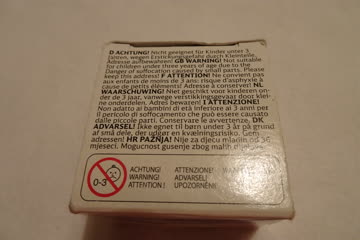 D ACHTUNG! Nicht geeignet für Kinder unter 3
Jahren, wegen Erstickungsgefahr durch Kleinteile.
Adresse aufbewahren! GB WARNING! Not suitable
for children under three years of age due to the
Danger of suffocation caused by small parts. Please
keep this address! F ATTENTION! Ne convient pas
aux enfants de moins de 3 ans: risque d'asphyxie à
cause de petits éléments! Adresse à conserver! NL
WAARSCHUWING! Niet geschikt voor kinderen on-
der de 3 jaar, vanwege verstikkingsgevaar door klei-
ne onderdelen. Adres bewaren! I ATTENZIONE!
Non adatto ai bambini di età inferiore ai 3 anni per
il pericolo di soffocamento che può essere causato
dalle piccole parti. Conservare le avvertenze. DK
ADVARSEL! Ikke egnet til børn under 3 år på grund
af små dele, der udgør en kvælningsrisiko. Gem
adressen! HR PAŽNJA! Nije za djecu mlađu od 36
mjeseci. Mogucnost gusenje zbog malih
0-3
ACHTUNG! ATTENZIONE!
WARNING! ADVARSEL!
ATTENTION! UPOZORNĚNÍ